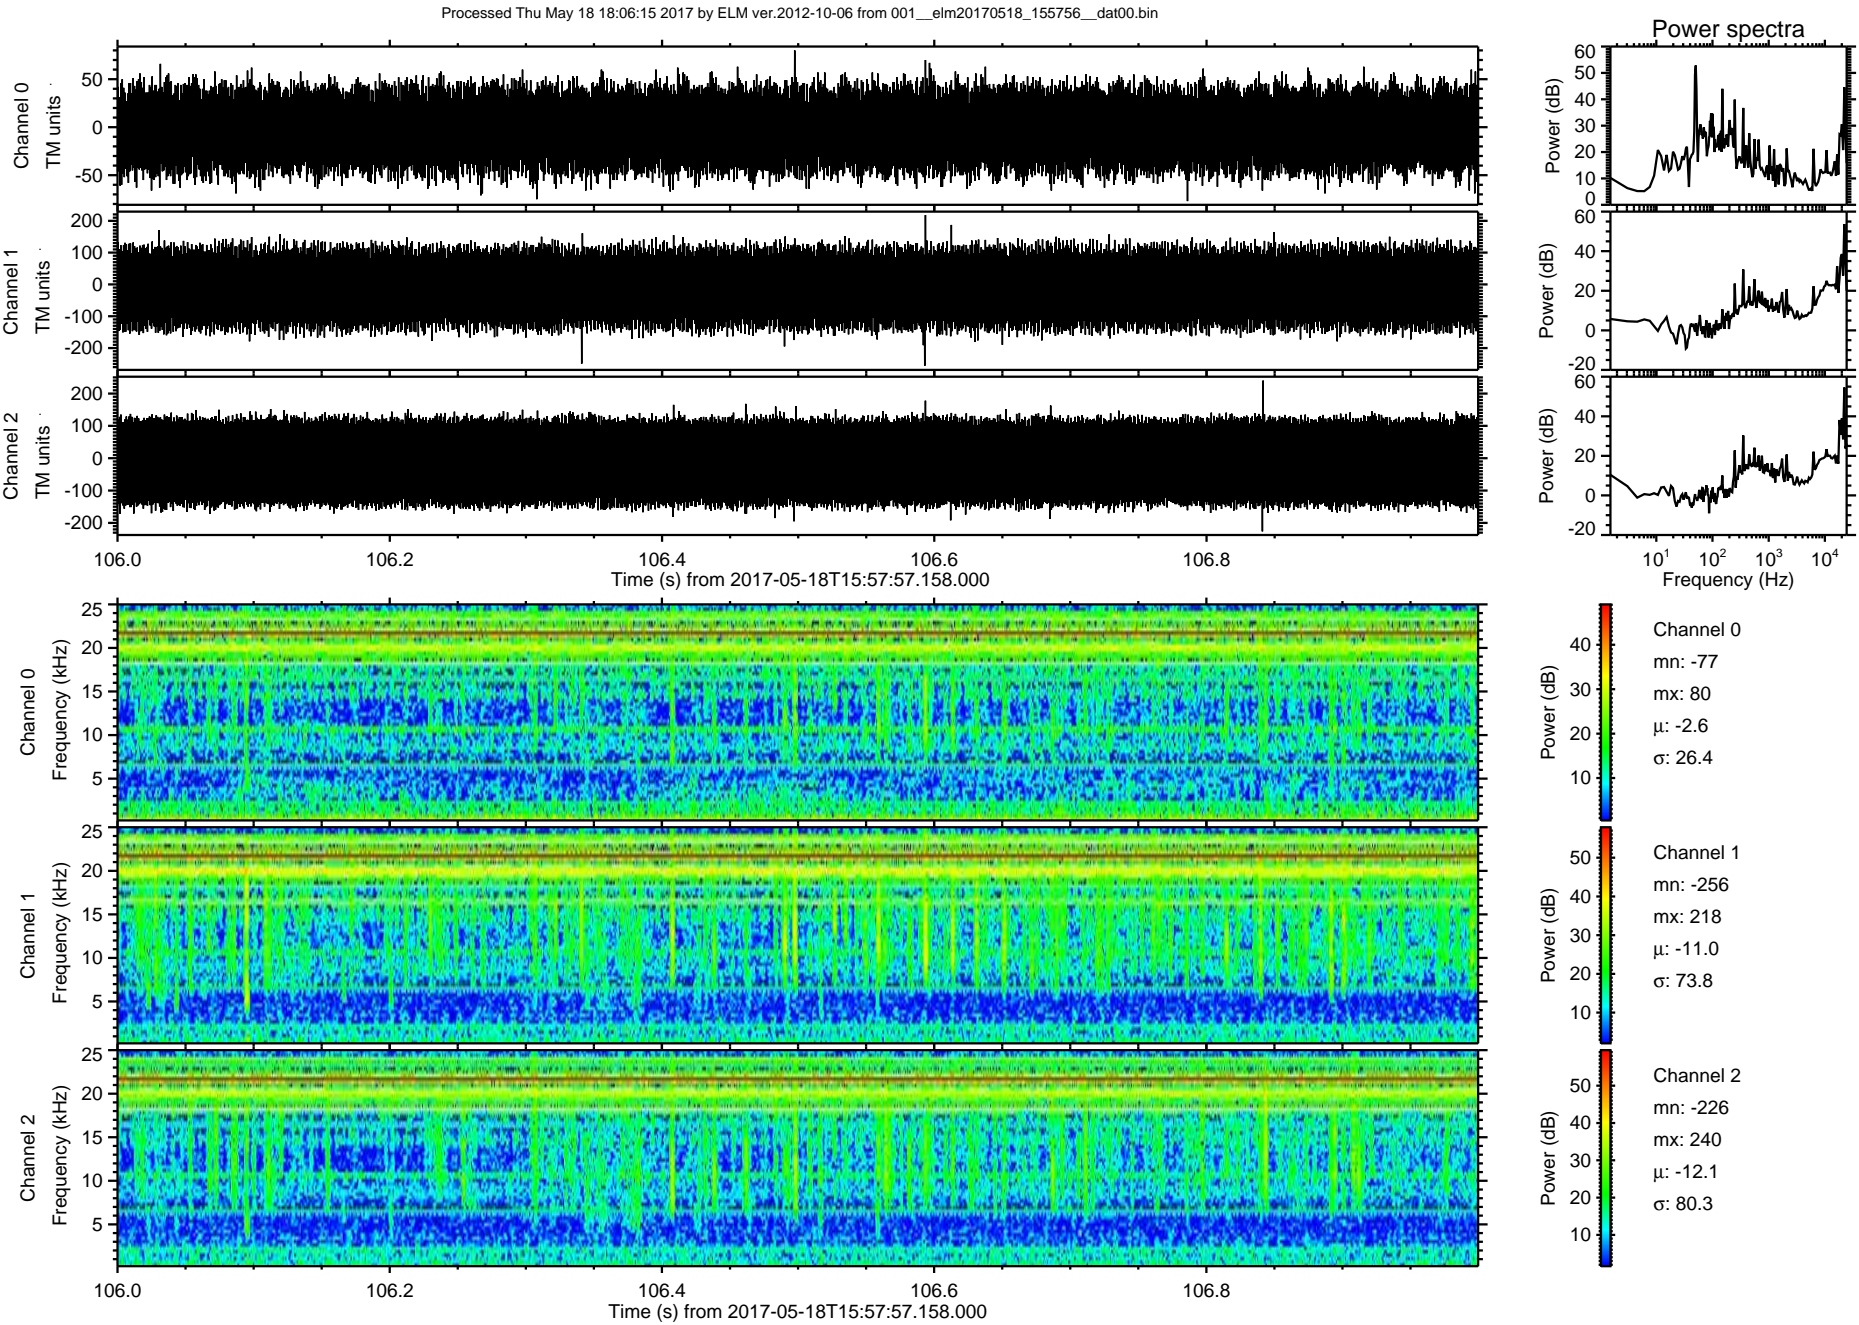 Processed Thu May 18 18:06:15 2017 by ELM ver.2012-10-06 from 001__elm20170518_155756__dat00.bin
Power spectra
Channel 0
TM units
50
0
-50
Power (dB)
60
50
40
30
20
10
0
Channel 1
TM units
200
100
0
-100
-200
Power (dB)
60
40
20
0
-20
Channel 2
TM units
200
100
0
-100
-200
Power (dB)
60
40
20
0
-20
106.0 106.2 106.4 106.6 106.8
Time (s) from 2017-05-18T15:57:57.158.000
10¹ 10² 10³ 10⁴
Frequency (Hz)
Channel 0
Frequency (kHz)
25
20
15
10
5
Power (dB)
40
30
20
10
Channel 0
mn: -77
mx: 80
μ: -2.6
σ: 26.4
Channel 1
Frequency (kHz)
25
20
15
10
5
Power (dB)
50
40
30
20
10
Channel 1
mn: -256
mx: 218
μ: -11.0
σ: 73.8
Channel 2
Frequency (kHz)
25
20
15
10
5
Power (dB)
50
40
30
20
10
Channel 2
mn: -226
mx: 240
μ: -12.1
σ: 80.3
106.0 106.2 106.4 106.6 106.8
Time (s) from 2017-05-18T15:57:57.158.000